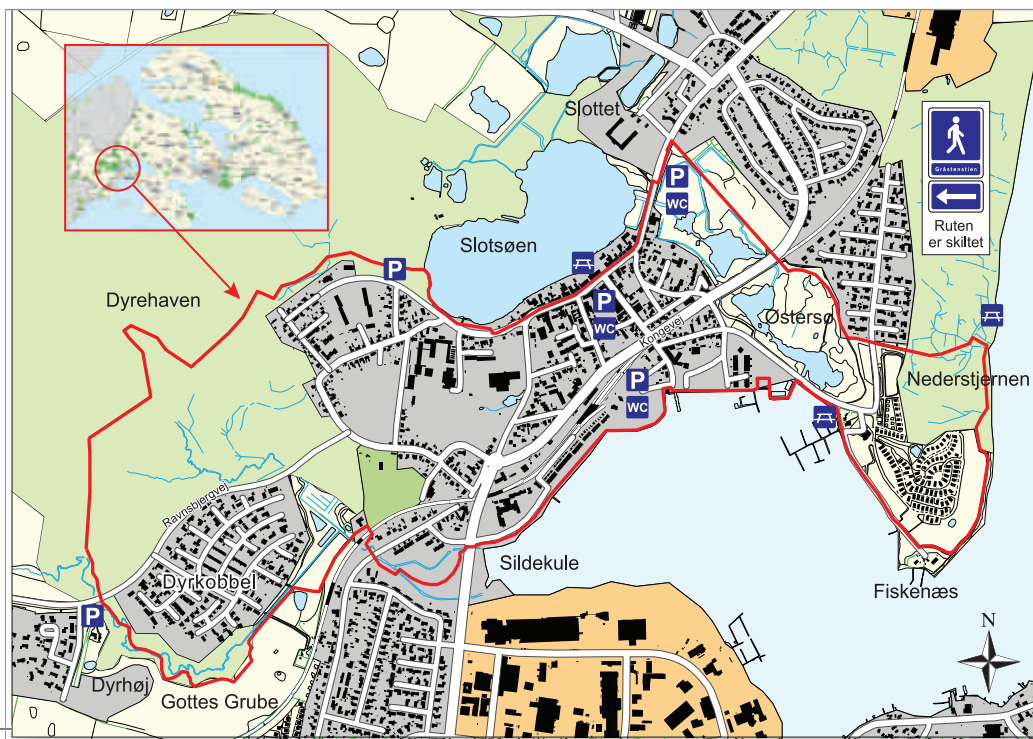 Slottet
P
WC
Gråstenstien
Ruten
er skiltet
Slotsøen
P
Dyrehaven
P
WC
Østersø
Kongevej
P
WC
Nederstjernen
Ravnsbjergvej
Dyrkobbel
Sildekule
Fiskenæs
P
N
Dyrhøj
Gottes Grube